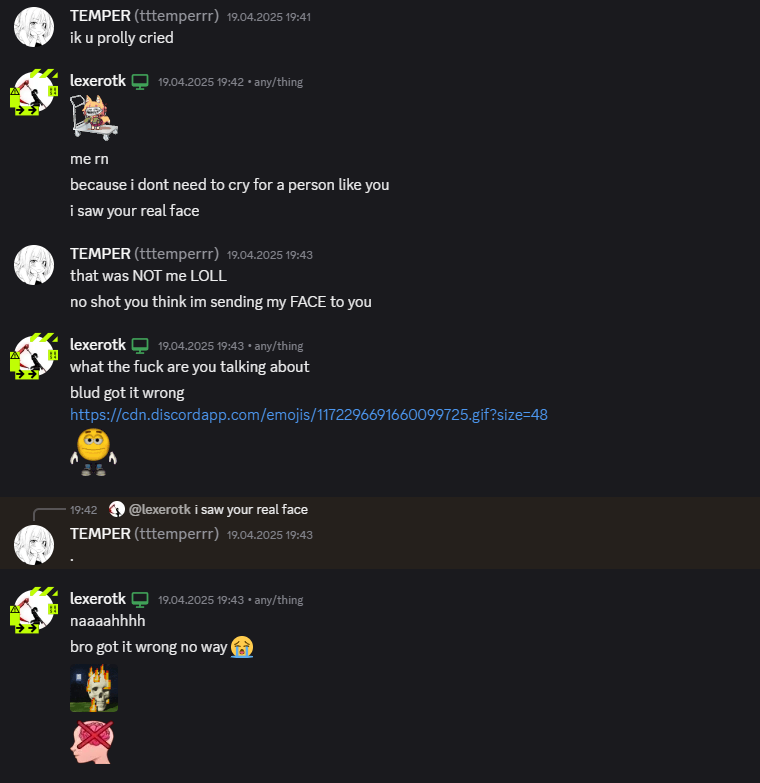 TEMPER (tttemperrr) 19.04.2025 19:41
ik u prolly cried
lexerotk 19.04.2025 19:42 • any/thing
me rn
because i dont need to cry for a person like you
i saw your real face
TEMPER (tttemperrr) 19.04.2025 19:43
that was NOT me LOLL
no shot you think im sending my FACE to you
lexerotk 19.04.2025 19:43 • any/thing
what the fuck are you talking about
blud got it wrong
https://cdn.discordapp.com/emojis/1172296691660099725.gif?size=48
19:42 @lexerotk i saw your real face
TEMPER (tttemperrr) 19.04.2025 19:43
.
lexerotk 19.04.2025 19:43 • any/thing
naaaahhhh
bro got it wrong no way 😭